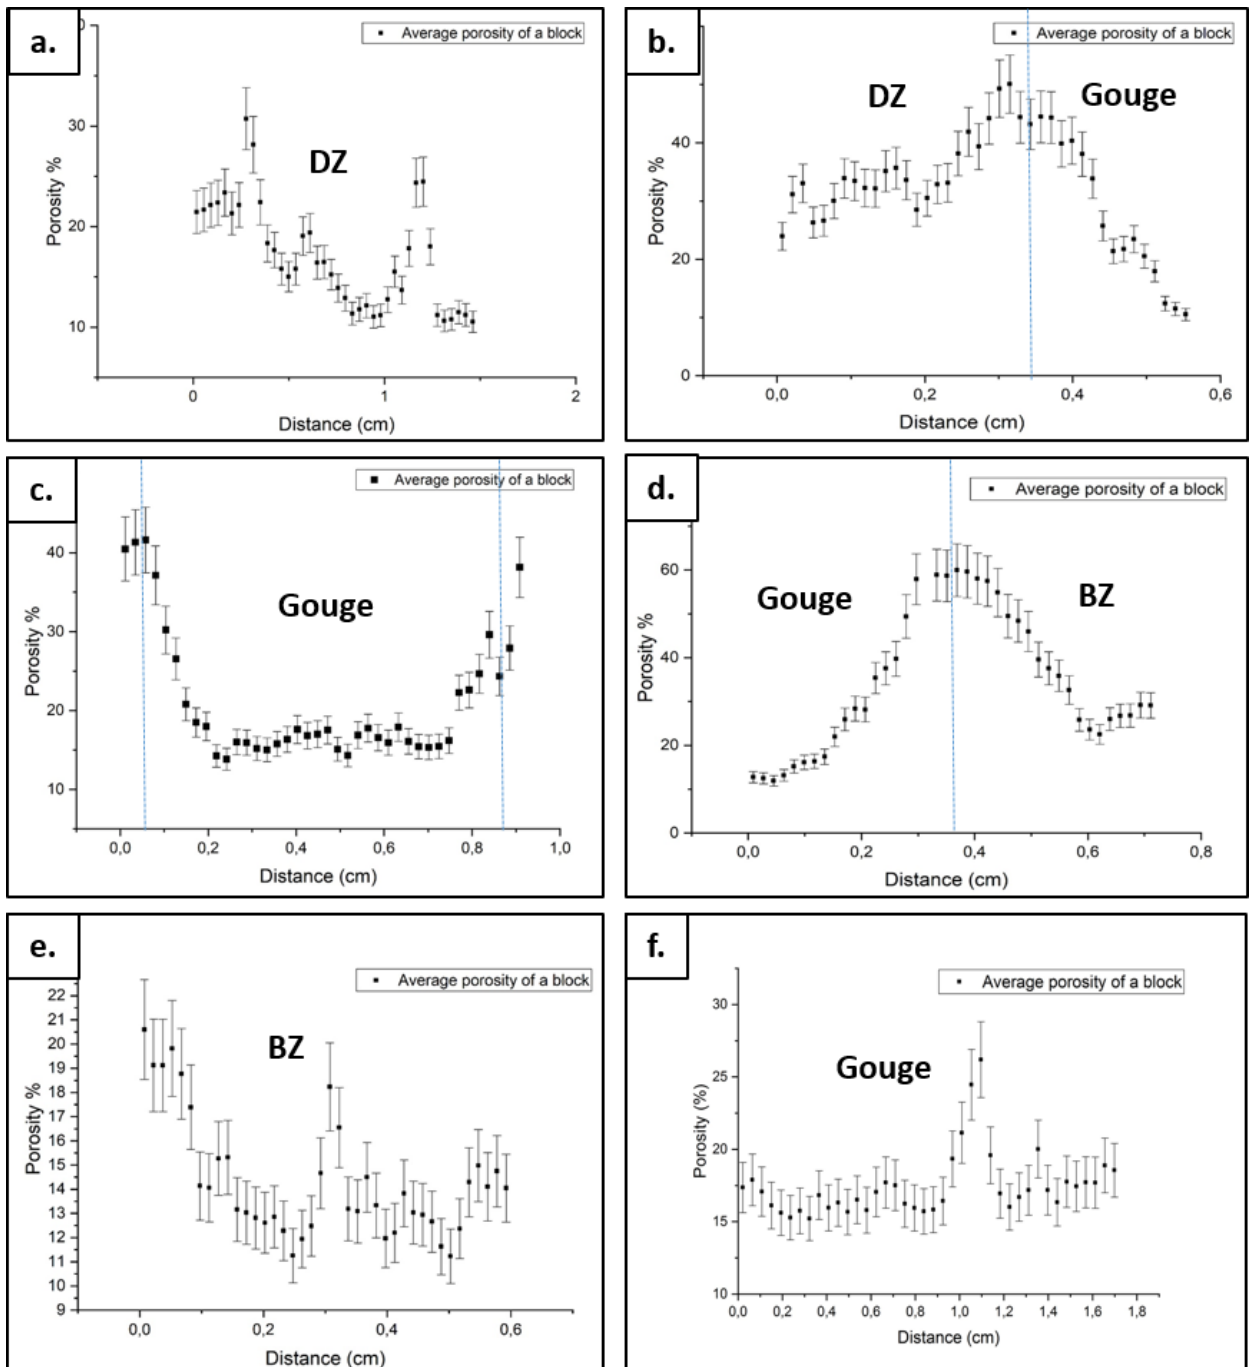 a.
0
Average porosity of a block
30
DZ
20
10
Porosity %
0 1 2
Distance (cm)
b.
Average porosity of a block
DZ
Gouge
40
20
0
Porosity %
0,0 0,2 0,4 0,6
Distance (cm)
c.
Average porosity of a block
40
Gouge
30
20
10
Porosity %
0,0 0,2 0,4 0,6 0,8 1,0
Distance (cm)
d.
Average porosity of a block
60
Gouge
BZ
40
20
0
Porosity %
0,0 0,2 0,4 0,6 0,8
Distance (cm)
e.
Average porosity of a block
22
21
BZ
20
19
18
17
16
15
14
13
12
11
10
9
Porosity %
0,0 0,2 0,4 0,6
Distance (cm)
f.
Average porosity of a block
30
Gouge
25
20
15
10
Porosity (%)
0,0 0,2 0,4 0,6 0,8 1,0 1,2 1,4 1,6 1,8
Distance (cm)